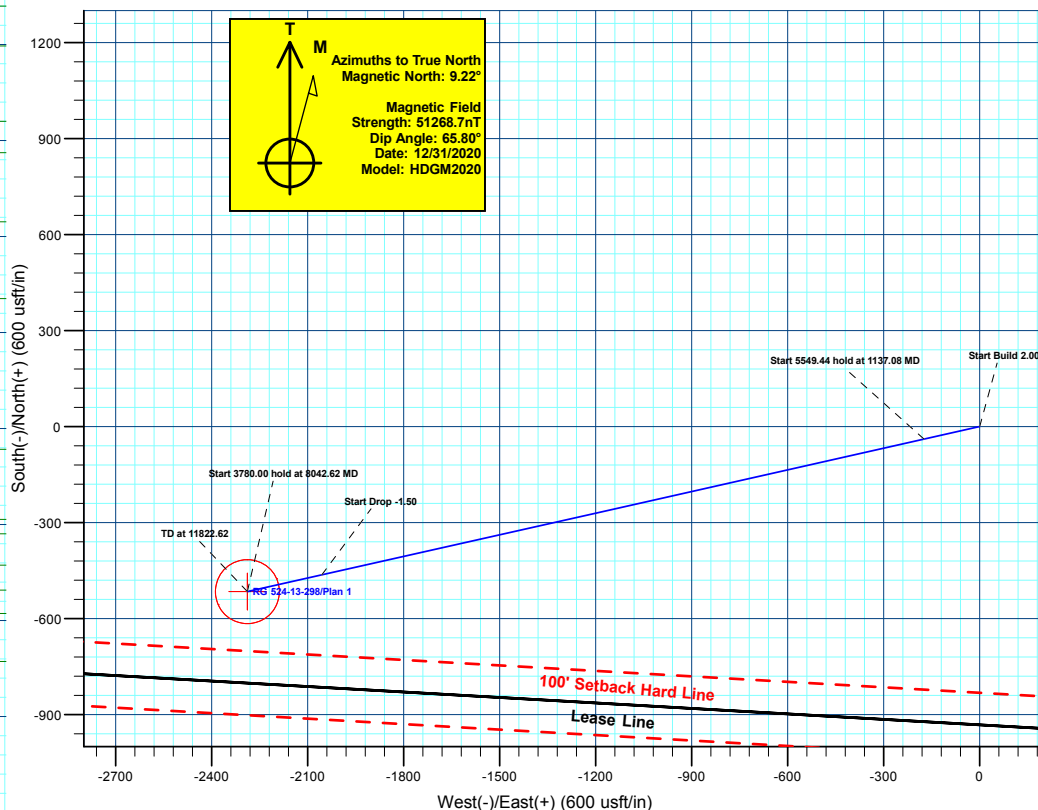 T
M
Azimuths to True North
Magnetic North: 9.22°
Magnetic Field
Strength: 51268.7nT
Dip Angle: 65.80°
Date: 12/31/2020
Model: HDGM2020
1200
900
600
300
0
-300
-600
-900
South(-)/North(+) (600 usft/in)
Start 5549.44 hold at 1137.08 MD
Start Build 2.00
Start 3780.00 hold at 8042.62 MD
Start Drop -1.50
TD at 11822.62
RG 524-13-298/Plan 1
100' Setback Hard Line
Lease Line
-2700
-2400
-2100
-1800
-1500
-1200
-900
-600
-300
0
West(-)/East(+) (600 usft/in)